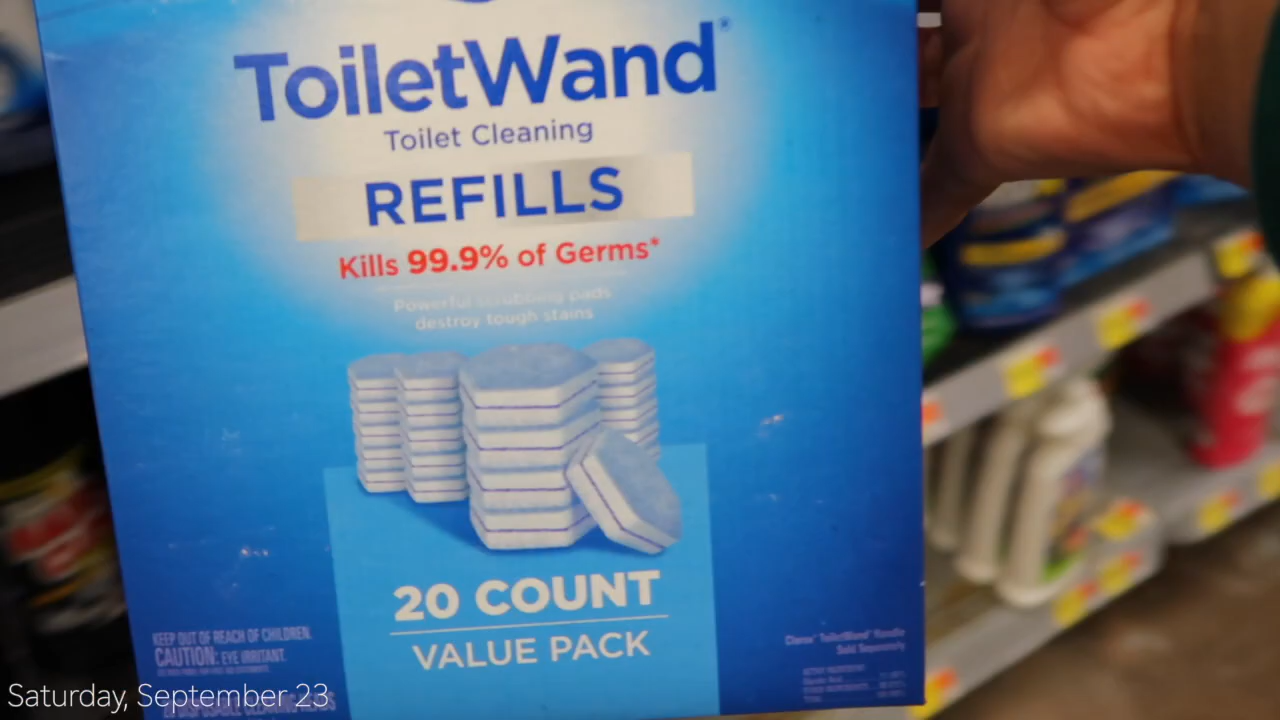 ToiletWand®
Toilet Cleaning
REFILLS
Kills 99.9% of Germs*
Powerful scrubbing pads
destroy tough stains
20 COUNT
VALUE PACK
KEEP OUT OF REACH OF CHILDREN.
CAUTION: EYE IRRITANT.
Clorox® ToiletWand® Handle
Sold Separately
Saturday, September 23